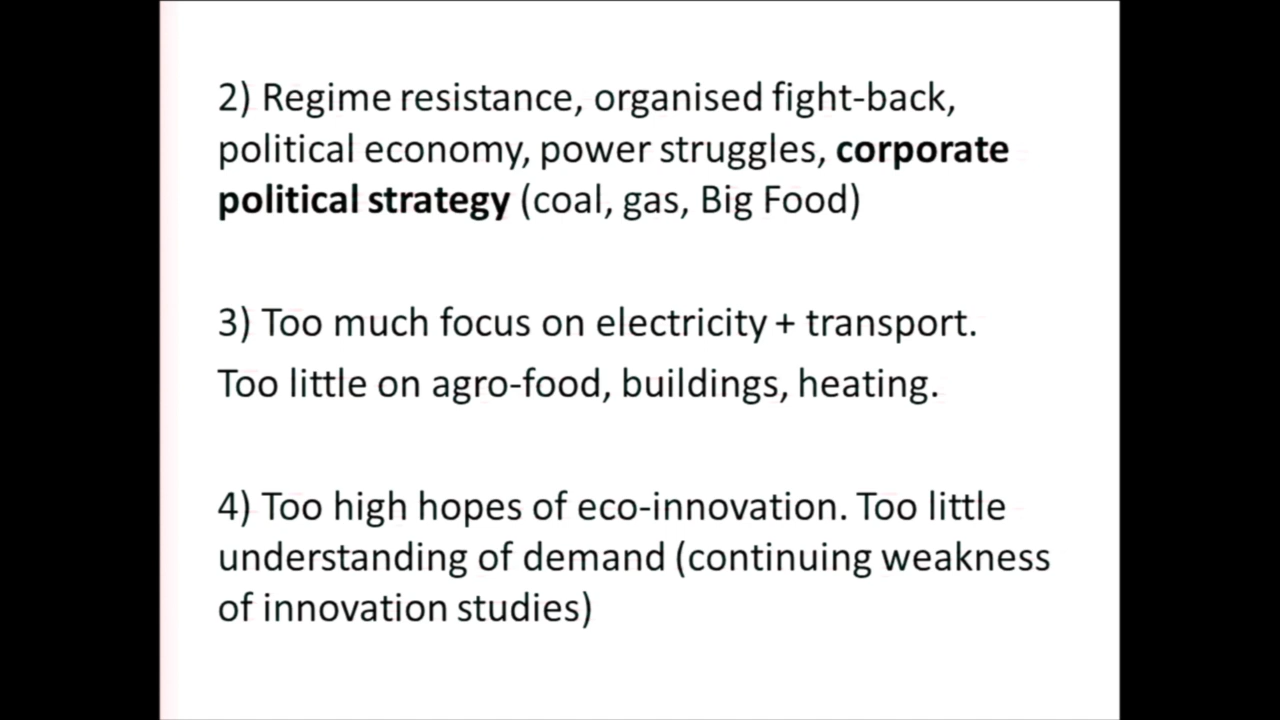 2) Regime resistance, organised fight-back,
political economy, power struggles, corporate
political strategy (coal, gas, Big Food)
3) Too much focus on electricity + transport.
Too little on agro-food, buildings, heating.
4) Too high hopes of eco-innovation. Too little
understanding of demand (continuing weakness
of innovation studies)